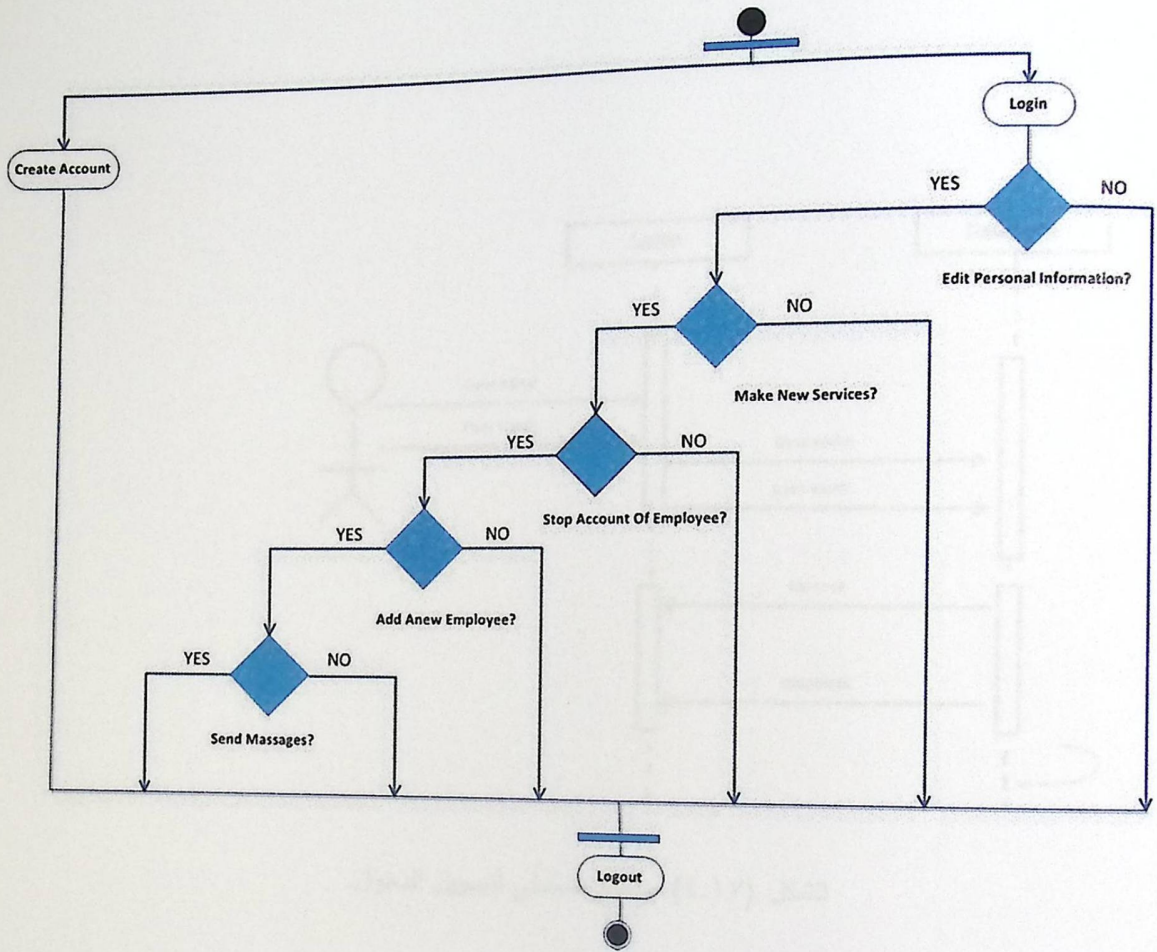 Login
Create Account
YES
NO
Edit Personal Information?
YES
NO
Make New Services?
YES
NO
Stop Account Of Employee?
YES
NO
Add Anew Employee?
YES
NO
Send Massages?
Logout